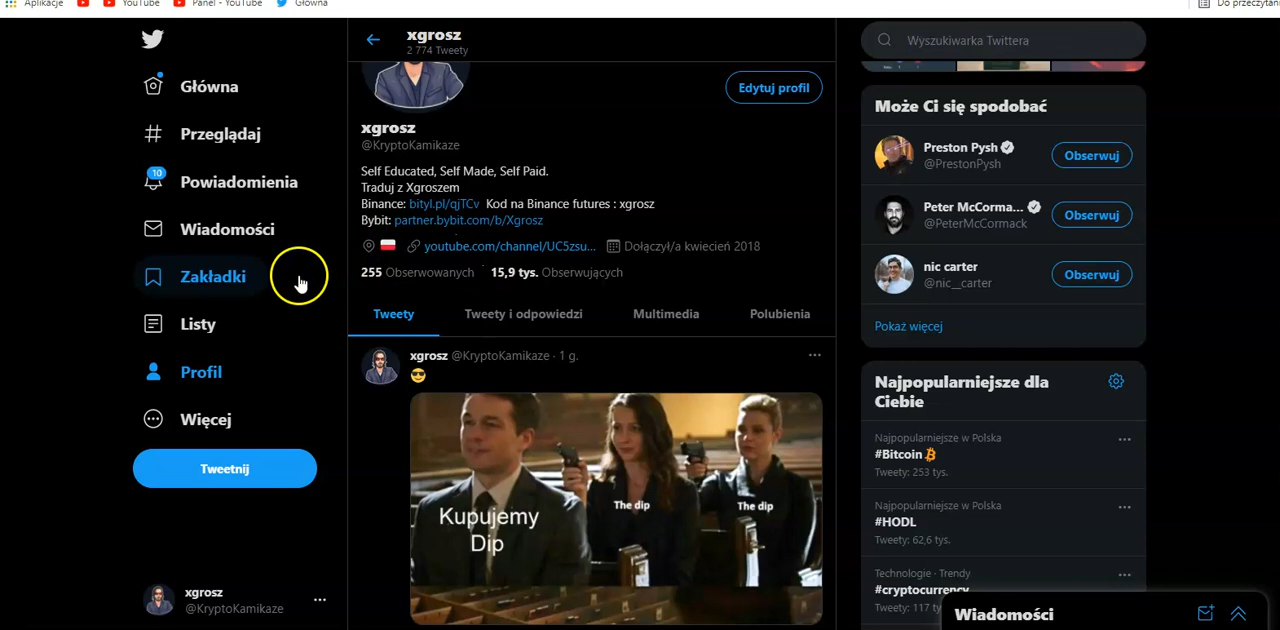 Aplikacje
YouTube
Panel - YouTube
Główna
Do przeczytani
Główna
Przeglądaj
10
Powiadomienia
Wiadomości
Zakładki
Listy
Profil
Więcej
Tweetnij
xgrosz
@KryptoKamikaze
xgrosz
2 774 Tweety
Edytuj profil
xgrosz
@KryptoKamikaze
Self Educated, Self Made, Self Paid.
Traduj z Xgroszem
Binance: bityl.pl/qjTCv Kod na Binance futures : xgrosz
Bybit: partner.bybit.com/b/Xgrosz
youtube.com/channel/UC5zsu... Dołączył/a kwiecień 2018
255 Obserwowanych 15,9 tys. Obserwujących
Tweety Tweety i odpowiedzi Multimedia Polubienia
xgrosz @KryptoKamikaze · 1 g.
Kupujemy
Dip
The dip
The dip
Wyszukiwarka Twittera
Może Ci się spodobać
Preston Pysh
@PrestonPysh
Obserwuj
Peter McCorma...
@PeterMcCormack
Obserwuj
nic carter
@nic__carter
Obserwuj
Pokaż więcej
Najpopularniejsze dla
Ciebie
Najpopularniejsze w Polska
#Bitcoin
Tweety: 253 tys.
Najpopularniejsze w Polska
#HODL
Tweety: 62,6 tys.
Technologie · Trendy
#cryptocurrency
Tweety: 117 ty
Wiadomości